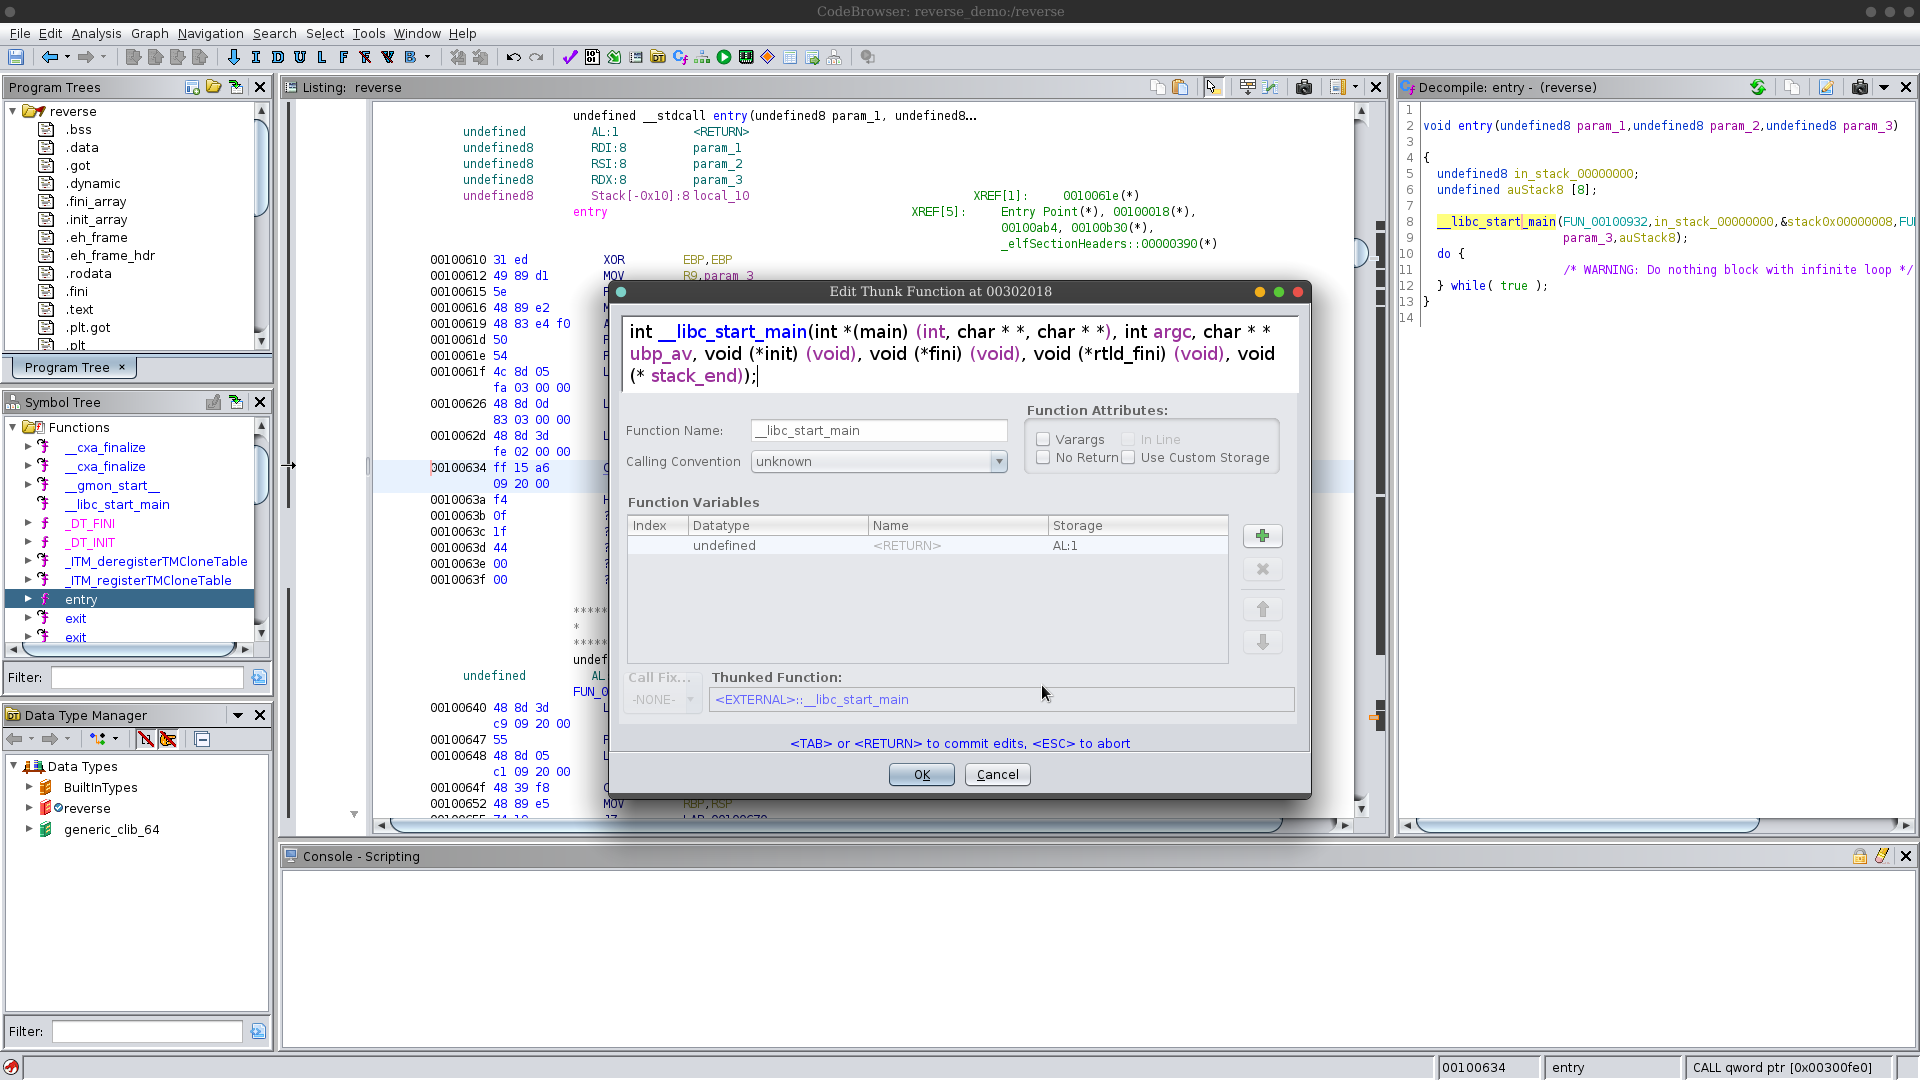 CodeBrowser: reverse_demo:/reverse
File Edit Analysis Graph Navigation Search Select Tools Window Help
I D U L F R V B
Program Trees
reverse
.bss
.data
.got
.dynamic
.fini_array
.init_array
.eh_frame
.eh_frame_hdr
.rodata
.fini
.text
.plt.got
.plt
Program Tree ×
Symbol Tree
Functions
__cxa_finalize
__cxa_finalize
__gmon_start__
__libc_start_main
_DT_FINI
_DT_INIT
_ITM_deregisterTMCloneTable
_ITM_registerTMCloneTable
entry
exit
exit
Filter:
Data Type Manager
Data Types
BuiltInTypes
reverse
generic_clib_64
Filter:
Listing: reverse
undefined __stdcall entry(undefined8 param_1, undefined8...
undefined AL:1 <RETURN>
undefined8 RDI:8 param_1
undefined8 RSI:8 param_2
undefined8 RDX:8 param_3
undefined8 Stack[-0x10]:8 local_10 XREF[1]: 0010061e(*)
entry XREF[5]: Entry Point(*), 00100018(*),
00100ab4, 00100b30(*),
_elfSectionHeaders::00000390(*)
00100610 31 ed XOR EBP,EBP
00100612 49 89 d1 MOV R9,param_3
00100615 5e
00100616 48 89 e2
00100619 48 83 e4 f0
0010061d 50
0010061e 54
0010061f 4c 8d 05
fa 03 00 00
00100626 48 8d 0d
83 03 00 00
0010062d 48 8d 3d
fe 02 00 00
00100634 ff 15 a6
09 20 00
0010063a f4
0010063b 0f
0010063c 1f
0010063d 44
0010063e 00
0010063f 00
*****
*
*****
undef
undefined AL
FUN_0
00100640 48 8d 3d
c9 09 20 00
00100647 55
00100648 48 8d 05
c1 09 20 00
0010064f 48 39 f8
00100652 48 89 e5 MOV RBP,RSP
Edit Thunk Function at 00302018
int __libc_start_main(int *(main) (int, char * *, char * *), int argc, char * *
ubp_av, void (*init) (void), void (*fini) (void), void (*rtld_fini) (void), void
(* stack_end));
Function Name: __libc_start_main
Calling Convention unknown
Function Attributes:
Varargs In Line
No Return Use Custom Storage
Function Variables
Index Datatype Name Storage
undefined <RETURN> AL:1
Call Fix... Thunked Function:
-NONE- <EXTERNAL>::__libc_start_main
<TAB> or <RETURN> to commit edits, <ESC> to abort
OK Cancel
Decompile: entry - (reverse)
1
2 void entry(undefined8 param_1,undefined8 param_2,undefined8 param_3)
3
4 {
5 undefined8 in_stack_00000000;
6 undefined auStack8 [8];
7
8 __libc_start_main(FUN_00100932,in_stack_00000000,&stack0x00000008,FU
9 param_3,auStack8);
10 do {
11 /* WARNING: Do nothing block with infinite loop */
12 } while( true );
13 }
14
Console - Scripting
00100634 entry CALL qword ptr [0x00300fe0]